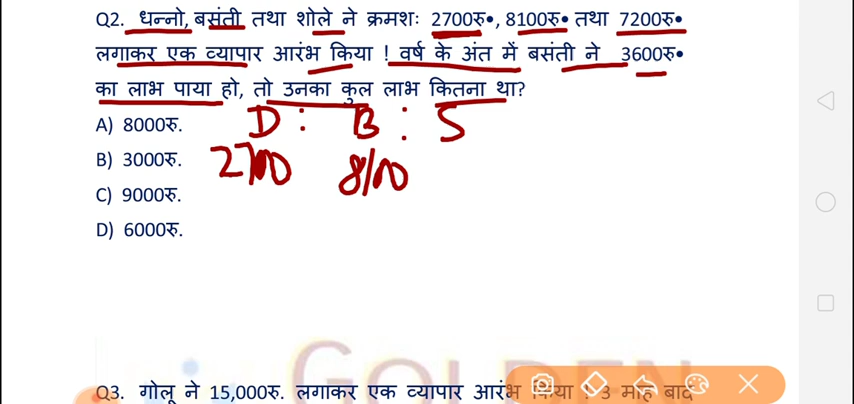 Q2. धन्नो, बसंती तथा शोले ने क्रमशः 2700रु•, 8100रु• तथा 7200रु•
लगाकर एक व्यापार आरंभ किया ! वर्ष के अंत में बसंती ने 3600रु•
का लाभ पाया हो, तो उनका कुल लाभ कितना था?
A) 8000रु.
D : B : S
B) 3000रु.
2700 8100
C) 9000रु.
D) 6000रु.
GOLDEN
Q3. गोलू ने 15,000रु. लगाकर एक व्यापार आरंभ किया : 3 माह बाद